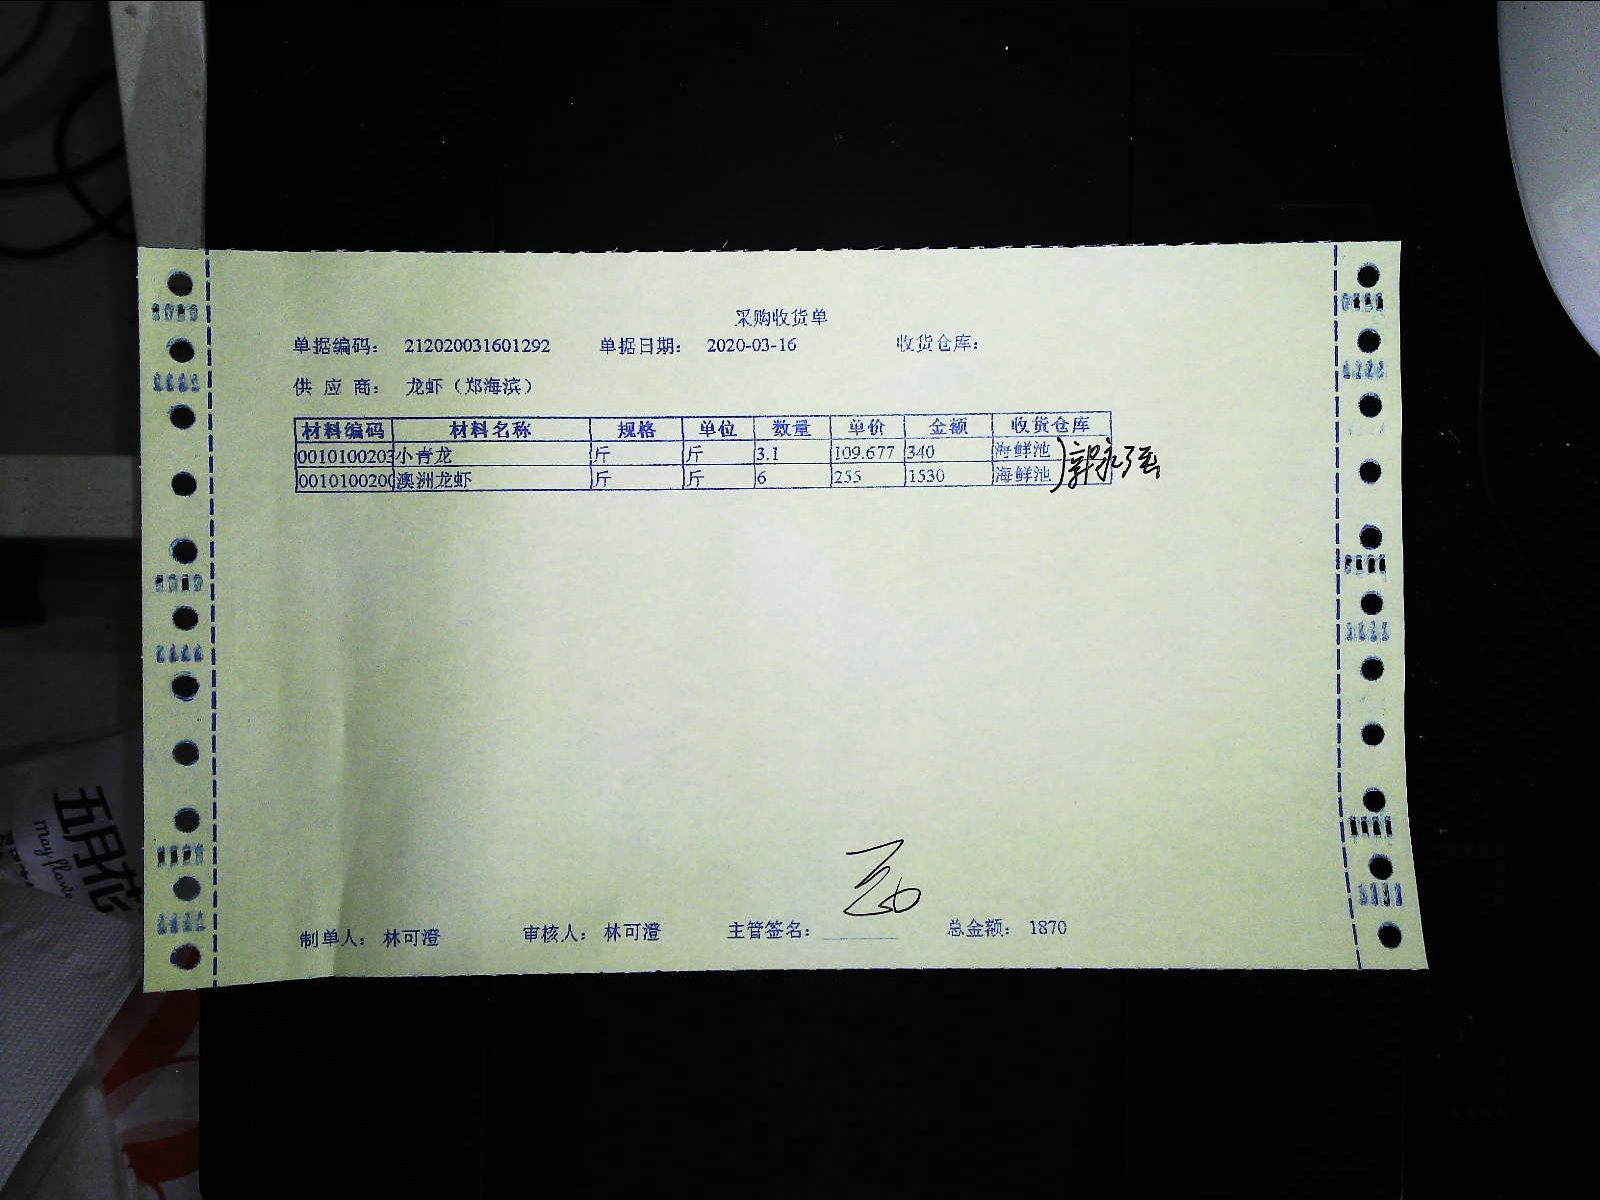 采购收货单
单据编码： 212020031601292 单据日期： 2020-03-16 收货仓库：
供 应 商： 龙虾（郑海滨）
材料编码 材料名称 规格 单位 数量 单价 金额 收货仓库
0010100203 小青龙 斤 斤 3.1 109.677 340 海鲜池
0010100200 澳洲龙虾 斤 斤 6 255 1530 海鲜池
制单人： 林可澄 审核人： 林可澄 主管签名： 总金额： 1870
五月花
may flower